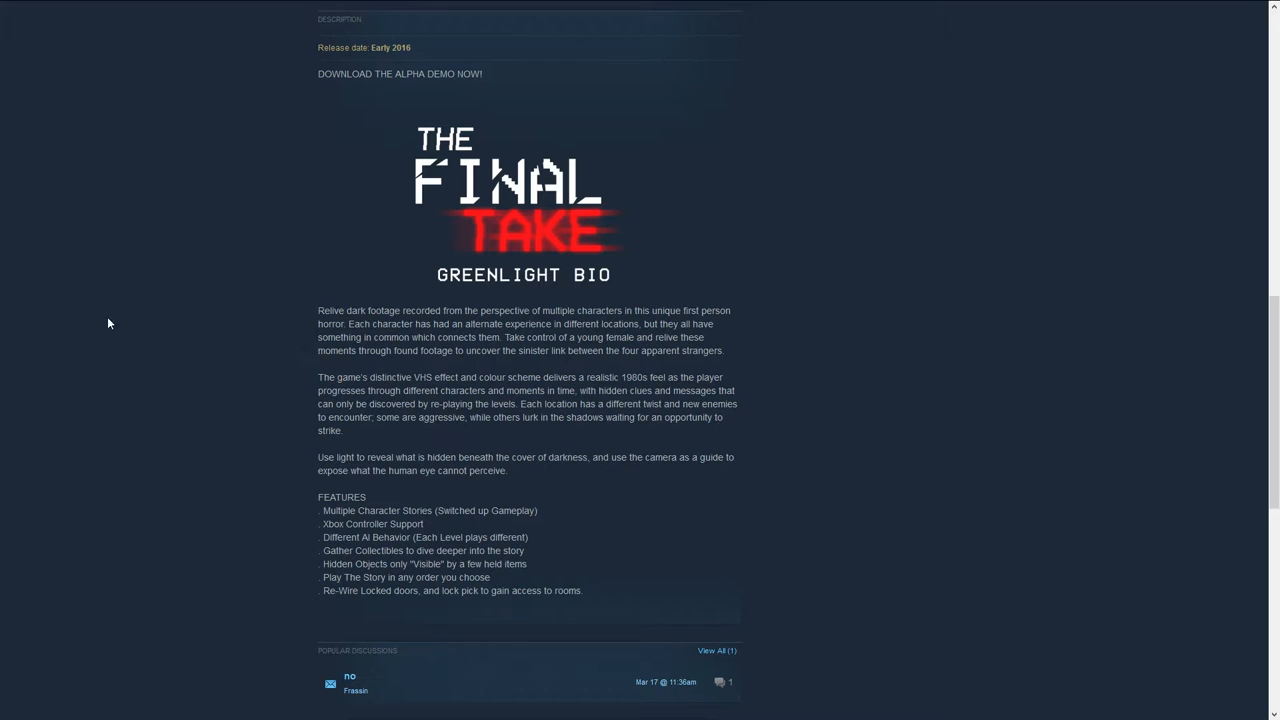 DESCRIPTION
Release date: Early 2016
DOWNLOAD THE ALPHA DEMO NOW!
THE
FINAL
TAKE
GREENLIGHT BIO
Relive dark footage recorded from the perspective of multiple characters in this unique first person
horror. Each character has had an alternate experience in different locations, but they all have
something in common which connects them. Take control of a young female and relive these
moments through found footage to uncover the sinister link between the four apparent strangers.
The game's distinctive VHS effect and colour scheme delivers a realistic 1980s feel as the player
progresses through different characters and moments in time, with hidden clues and messages that
can only be discovered by re-playing the levels. Each location has a different twist and new enemies
to encounter; some are aggressive, while others lurk in the shadows waiting for an opportunity to
strike.
Use light to reveal what is hidden beneath the cover of darkness, and use the camera as a guide to
expose what the human eye cannot perceive.
FEATURES
. Multiple Character Stories (Switched up Gameplay)
. Xbox Controller Support
. Different AI Behavior (Each Level plays different)
. Gather Collectibles to dive deeper into the story
. Hidden Objects only "Visible" by a few held items
. Play The Story in any order you choose
. Re-Wire Locked doors, and lock pick to gain access to rooms.
POPULAR DISCUSSIONS View All (1)
no
Mar 17 @ 11:36am 1
Frassin